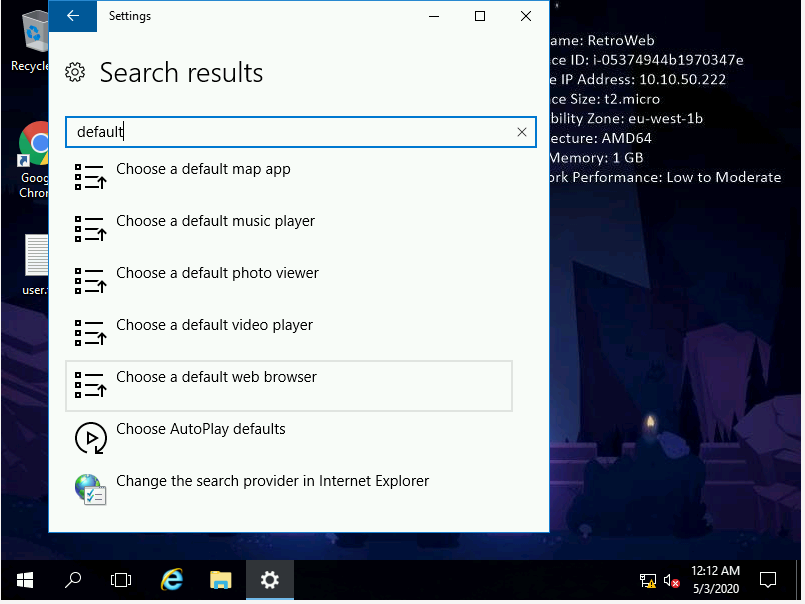 Settings
Search results
default
Choose a default map app
Choose a default music player
Choose a default photo viewer
Choose a default video player
Choose a default web browser
Choose AutoPlay defaults
Change the search provider in Internet Explorer
Recycle
Goog
Chron
user.
ame: RetroWeb
ce ID: i-05374944b1970347e
e IP Address: 10.10.50.222
ce Size: t2.micro
bility Zone: eu-west-1b
ecture: AMD64
Memory: 1 GB
ork Performance: Low to Moderate
12:12 AM
5/3/2020